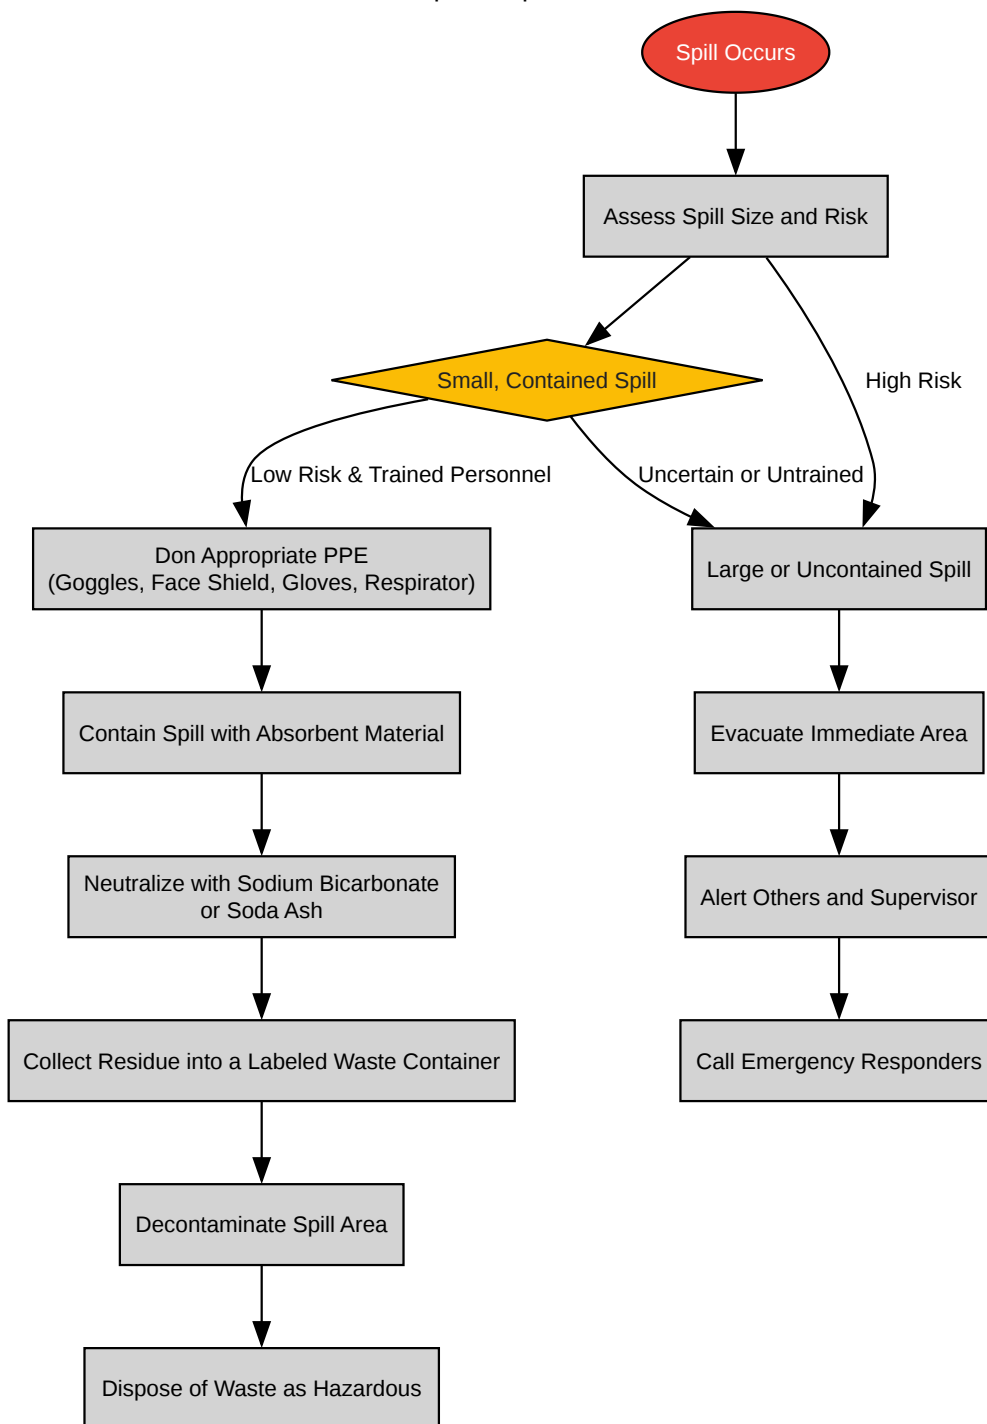 Spill Occurs
Assess Spill Size and Risk
Small, Contained Spill
High Risk
Low Risk & Trained Personnel
Uncertain or Untrained
Don Appropriate PPE
(Goggles, Face Shield, Gloves, Respirator)
Large or Uncontained Spill
Contain Spill with Absorbent Material
Evacuate Immediate Area
Neutralize with Sodium Bicarbonate
or Soda Ash
Alert Others and Supervisor
Collect Residue into a Labeled Waste Container
Call Emergency Responders
Decontaminate Spill Area
Dispose of Waste as Hazardous